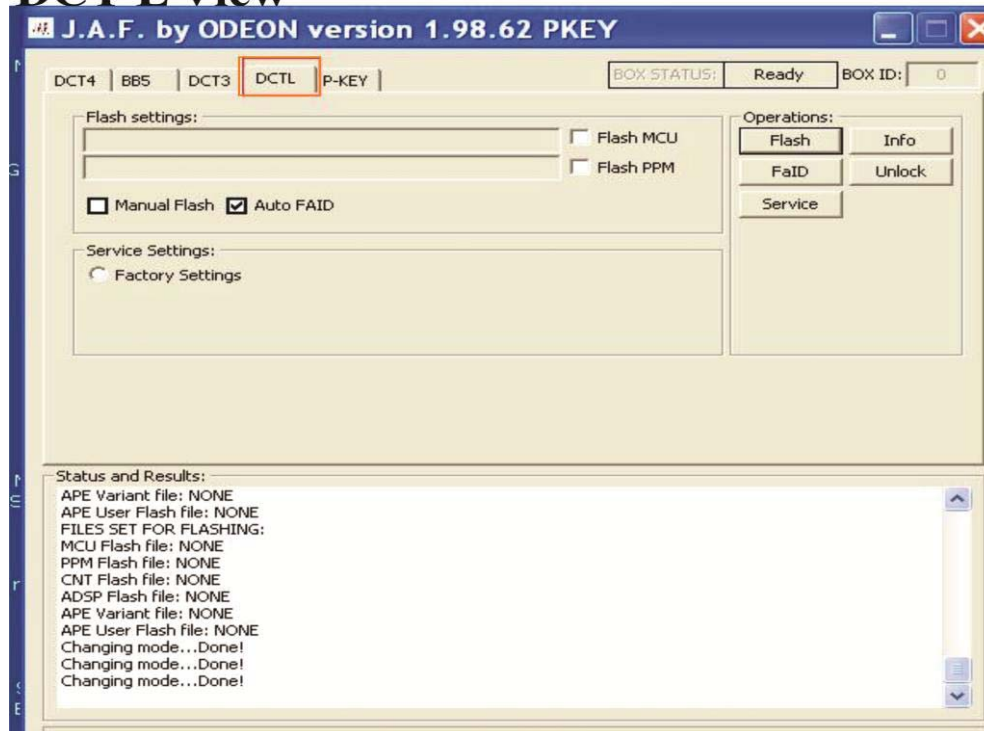 DCT-L View
J.A.F. by ODEON version 1.98.62 PKEY
DCT4 BB5 DCT3 DCTL P-KEY BOX STATUS: Ready BOX ID: 0
Flash settings:
Flash MCU
Flash PPM
Manual Flash Auto FAID
Service Settings:
Factory Settings
Operations:
Flash Info
FaID Unlock
Service
Status and Results:
APE Variant file: NONE
APE User Flash file: NONE
FILES SET FOR FLASHING:
MCU Flash file: NONE
PPM Flash file: NONE
CNT Flash file: NONE
ADSP Flash file: NONE
APE Variant file: NONE
APE User Flash file: NONE
Changing mode...Done!
Changing mode...Done!
Changing mode...Done!